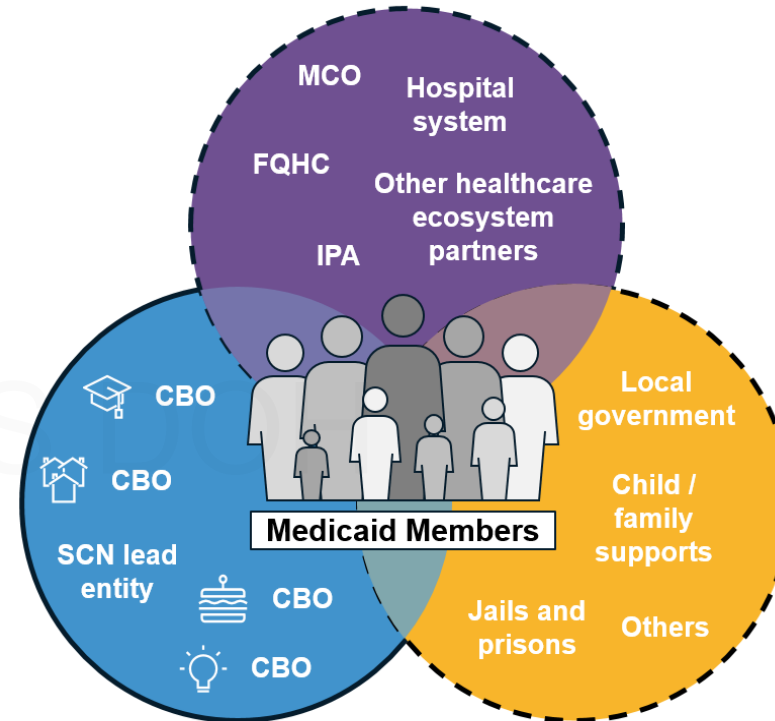 MCO
Hospital
system
FQHC
Other healthcare
ecosystem
partners
IPA
CBO
CBO
SCN lead
entity
CBO
CBO
Medicaid Members
Local
government
Child /
family
supports
Jails and
prisons
Others
S DOH